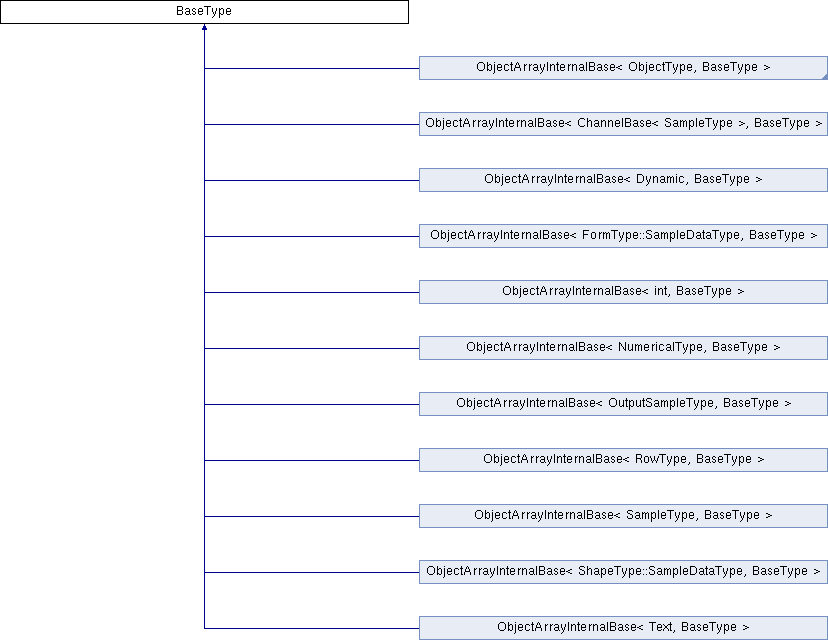 BaseType
ObjectArrayInternalBase< ObjectType, BaseType >
ObjectArrayInternalBase< ChannelBase< SampleType >, BaseType >
ObjectArrayInternalBase< Dynamic, BaseType >
ObjectArrayInternalBase< FormType::SampleDataType, BaseType >
ObjectArrayInternalBase< int, BaseType >
ObjectArrayInternalBase< NumericalType, BaseType >
ObjectArrayInternalBase< OutputSampleType, BaseType >
ObjectArrayInternalBase< RowType, BaseType >
ObjectArrayInternalBase< SampleType, BaseType >
ObjectArrayInternalBase< ShapeType::SampleDataType, BaseType >
ObjectArrayInternalBase< Text, BaseType >